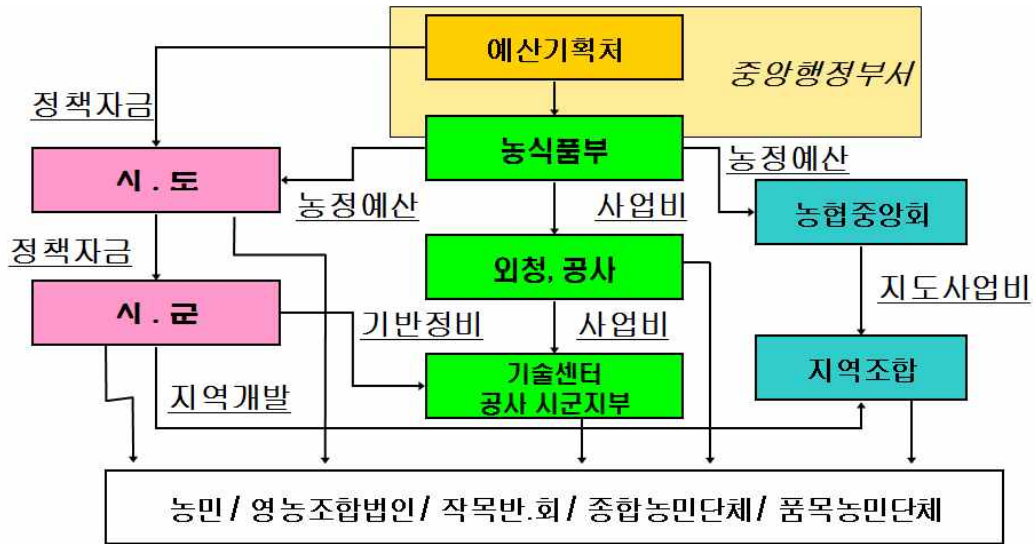 예산기획처
중앙행정부서
정책자금
농식품부
농정예산
시 . 도
농정예산
사업비
농협중앙회
정책자금
외청, 공사
지도사업비
시 . 군
기반정비
사업비
지역조합
기술센터
공사 시군지부
지역개발
농민 / 영농조합법인 / 작목반.회 / 종합농민단체 / 품목농민단체